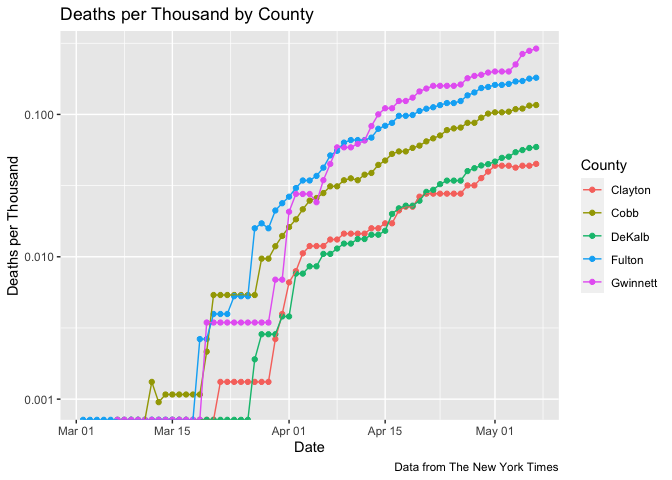 Deaths per Thousand by County
Deaths per Thousand
0.100
0.010
0.001
Mar 01
Mar 15
Apr 01
Apr 15
May 01
Date
County
Clayton
Cobb
DeKalb
Fulton
Gwinnett
Data from The New York Times